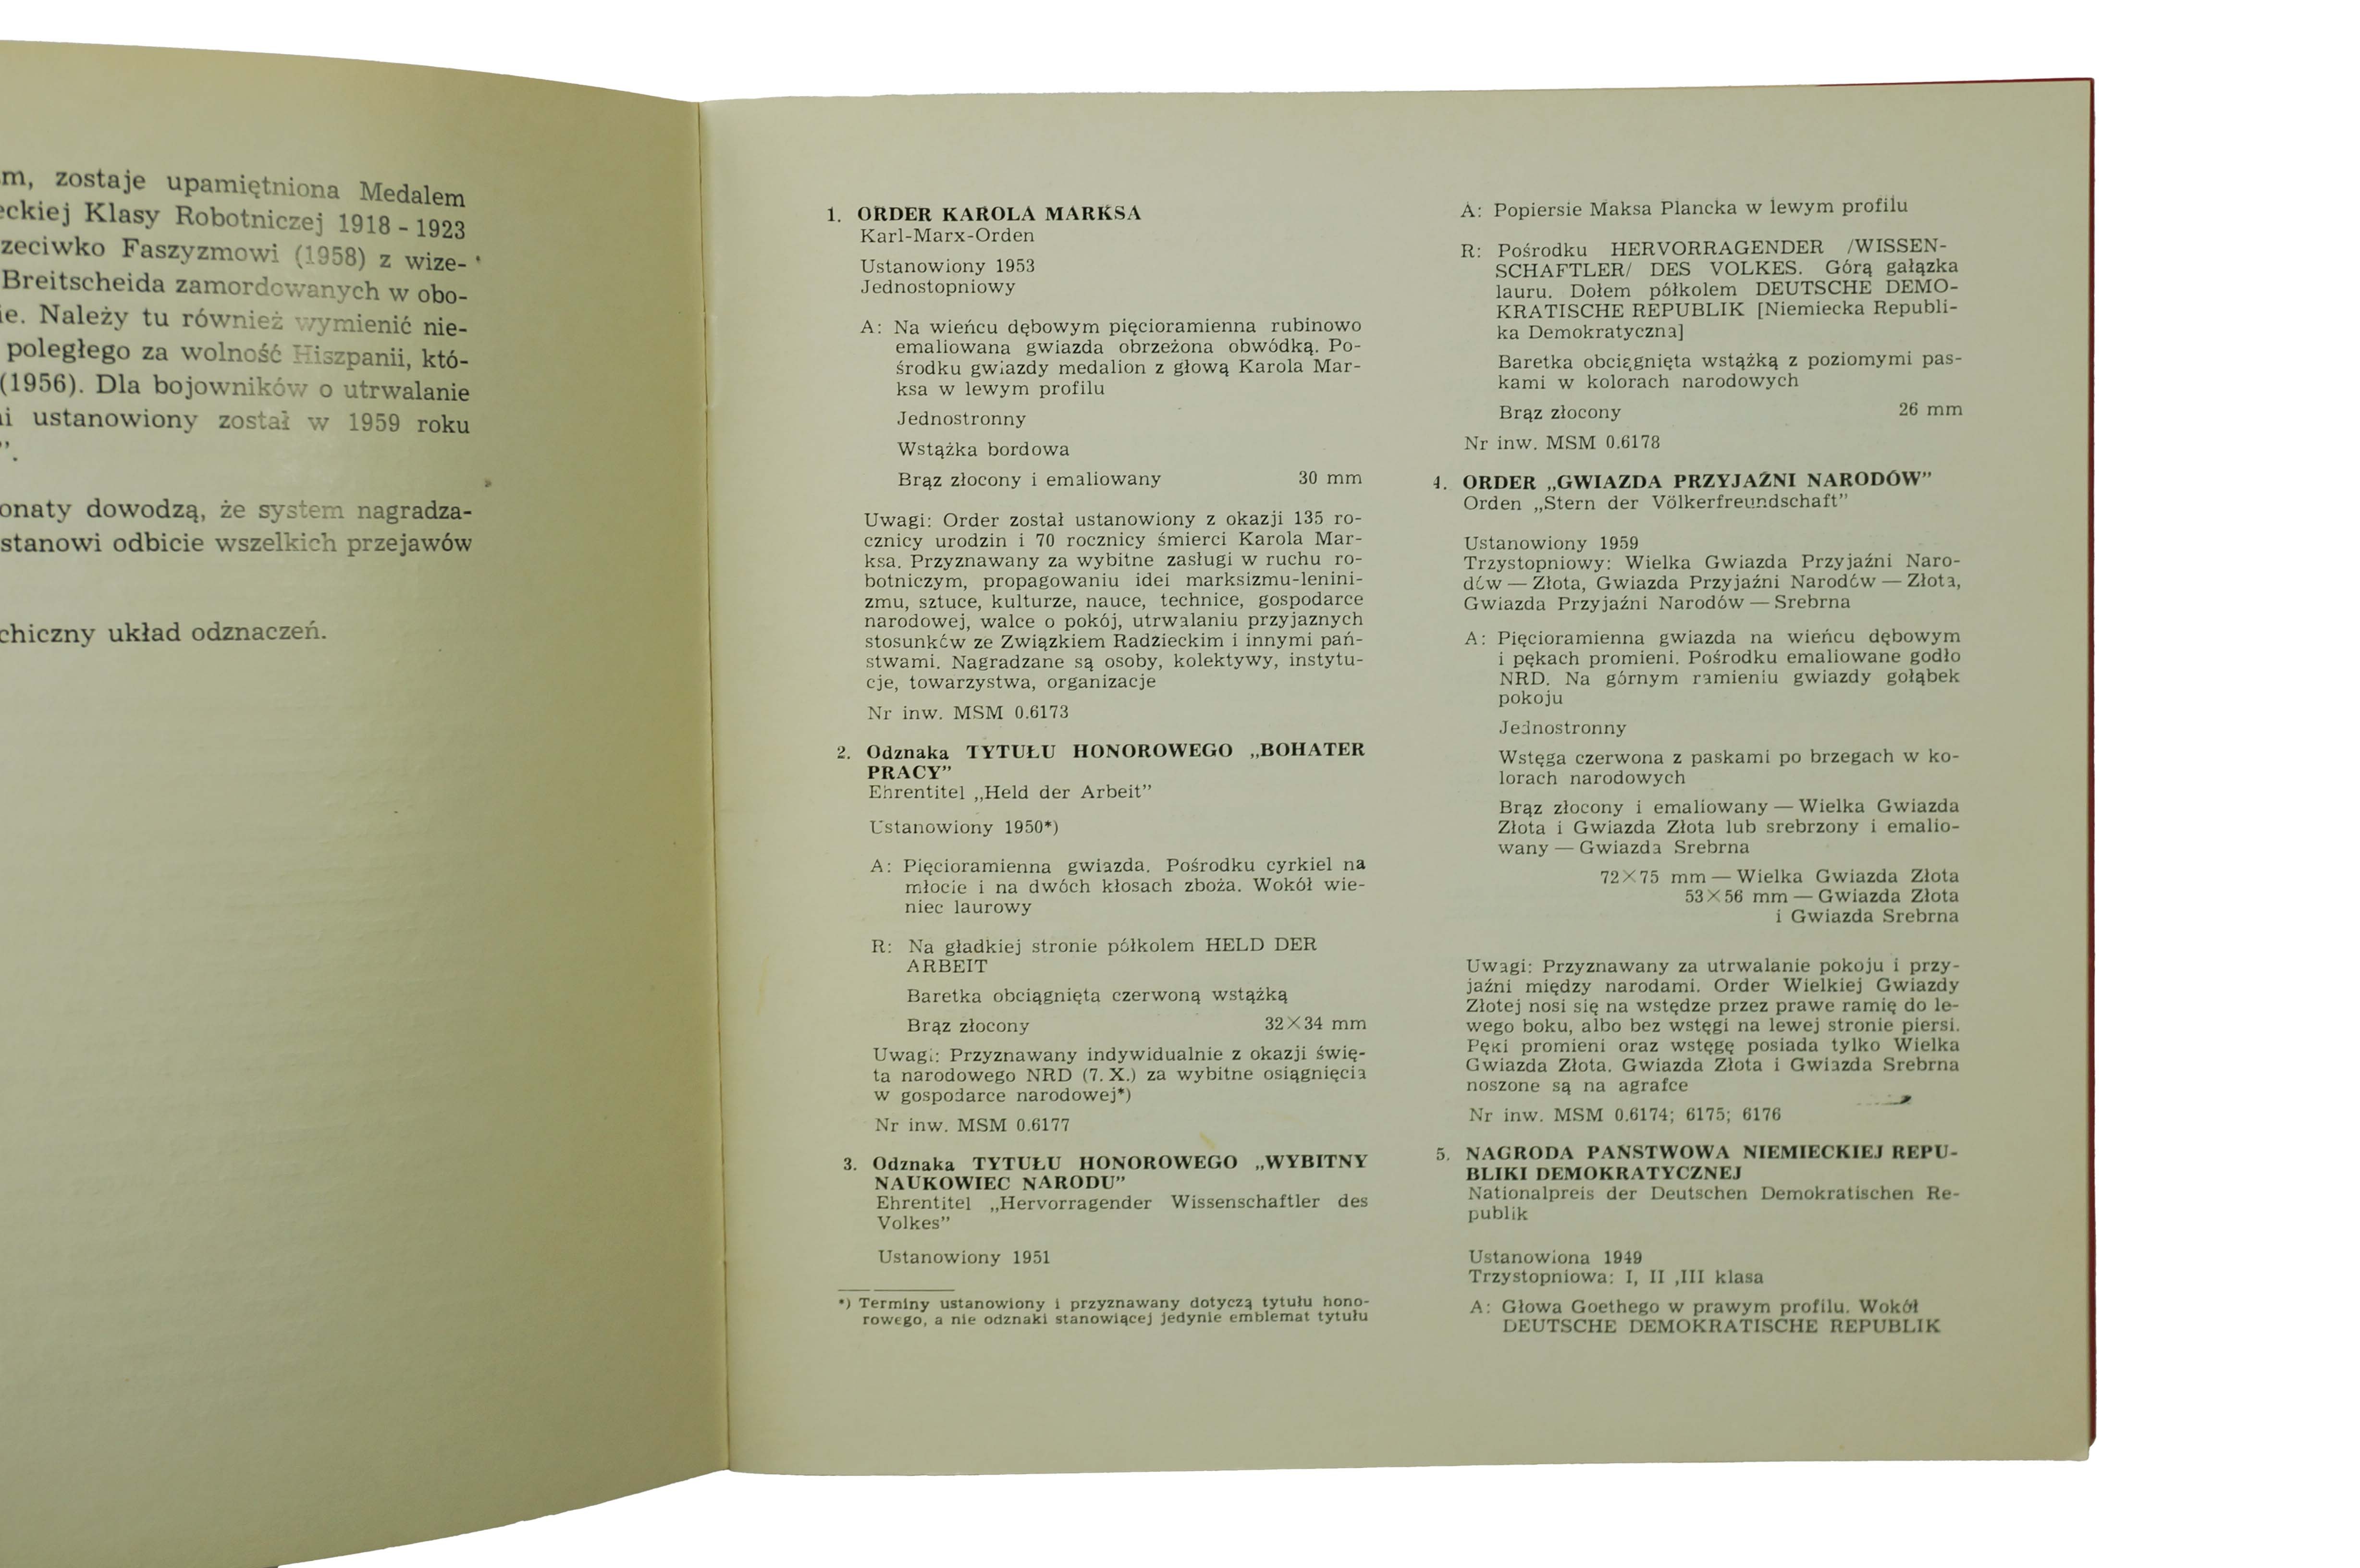 m, zostaje upamiętniona Medalem
eckiej Klasy Robotniczej 1918 - 1923
zeciwko Faszyzmowi (1958) z wize-
Breitscheida zamordowanych w obo-
ie. Należy tu również wymienić nie-
poległego za wolność Hiszpanii, któ-
(1956). Dla bojowników o utrwalanie
i ustanowiony został w 1959 roku
”.
onaty dowodzą, że system nagradza-
stanowi odbicie wszelkich przejawów
chiczny układ odznaczeń.
1. ORDER KAROLA MARKSA
Karl-Marx-Orden
Ustanowiony 1953
Jednostopniowy
A: Na wieńcu dębowym pięcioramienna rubinowo
emaliowana gwiazda obrzeżona obwódką. Po-
środku gwiazdy medalion z głową Karola Mar-
ksa w lewym profilu
Jednostronny
Wstążka bordowa
Brąz złocony i emaliowany 30 mm
Uwagi: Order został ustanowiony z okazji 135 ro-
cznicy urodzin i 70 rocznicy śmierci Karola Mar-
ksa. Przyznawany za wybitne zasługi w ruchu ro-
botniczym, propagowaniu idei marksizmu-lenini-
zmu, sztuce, kulturze, nauce, technice, gospodarce
narodowej, walce o pokój, utrwalaniu przyjaznych
stosunków ze Związkiem Radzieckim i innymi pań-
stwami. Nagradzane są osoby, kolektywy, instytu-
cje, towarzystwa, organizacje
Nr inw. MSM 0.6173
2. Odznaka TYTUŁU HONOROWEGO „BOHATER
PRACY”
Ehrentitel „Held der Arbeit”
Ustanowiony 1950*)
A: Pięcioramienna gwiazda. Pośrodku cyrkiel na
młocie i na dwóch kłosach zboża. Wokół wie-
niec laurowy
R: Na gładkiej stronie półkolem HELD DER
ARBEIT
Baretka obciągnięta czerwoną wstążką
Brąz złocony 32×34 mm
Uwagi: Przyznawany indywidualnie z okazji świę-
ta narodowego NRD (7. X.) za wybitne osiągnięcia
w gospodarce narodowej*)
Nr inw. MSM 0.6177
3. Odznaka TYTUŁU HONOROWEGO „WYBITNY
NAUKOWIEC NARODU”
Ehrentitel „Hervorragender Wissenschaftler des
Volkes”
Ustanowiony 1951
*) Terminy ustanowiony i przyznawany dotyczą tytułu hono-
rowego, a nie odznaki stanowiącej jedynie emblemat tytułu
A: Popiersie Maksa Plancka w lewym profilu
R: Pośrodku HERVORRAGENDER /WISSEN-
SCHAFTLER/ DES VOLKES. Górą gałązka
lauru. Dołem półkolem DEUTSCHE DEMO-
KRATISCHE REPUBLIK [Niemiecka Republi-
ka Demokratyczna]
Baretka obciągnięta wstążką z poziomymi pas-
kami w kolorach narodowych
Brąz złocony 26 mm
Nr inw. MSM 0.6178
4. ORDER „GWIAZDA PRZYJAŹNI NARODÓW”
Orden „Stern der Völkerfreundschaft”
Ustanowiony 1959
Trzystopniowy: Wielka Gwiazda Przyjaźni Naro-
dów — Złota, Gwiazda Przyjaźni Narodów — Złota,
Gwiazda Przyjaźni Narodów — Srebrna
A: Pięcioramienna gwiazda na wieńcu dębowym
i pękach promieni. Pośrodku emaliowane godło
NRD. Na górnym ramieniu gwiazdy gołąbek
pokoju
Jednostronny
Wstęga czerwona z paskami po brzegach w ko-
lorach narodowych
Brąz złocony i emaliowany — Wielka Gwiazda
Złota i Gwiazda Złota lub srebrzony i emalio-
wany — Gwiazda Srebrna
72×75 mm — Wielka Gwiazda Złota
53×56 mm — Gwiazda Złota
i Gwiazda Srebrna
Uwagi: Przyznawany za utrwalanie pokoju i przy-
jaźni między narodami. Order Wielkiej Gwiazdy
Złotej nosi się na wstędze przez prawe ramię do le-
wego boku, albo bez wstęgi na lewej stronie piersi.
Pęki promieni oraz wstęgę posiada tylko Wielka
Gwiazda Złota. Gwiazda Złota i Gwiazda Srebrna
noszone są na agrafce
Nr inw. MSM 0.6174; 6175; 6176
5. NAGRODA PAŃSTWOWA NIEMIECKIEJ REPU-
BLIKI DEMOKRATYCZNEJ
Nationalpreis der Deutschen Demokratischen Re-
publik
Ustanowiona 1949
Trzystopniowa: I, II ,III klasa
A: Głowa Goethego w prawym profilu. Wokół
DEUTSCHE DEMOKRATISCHE REPUBLIK